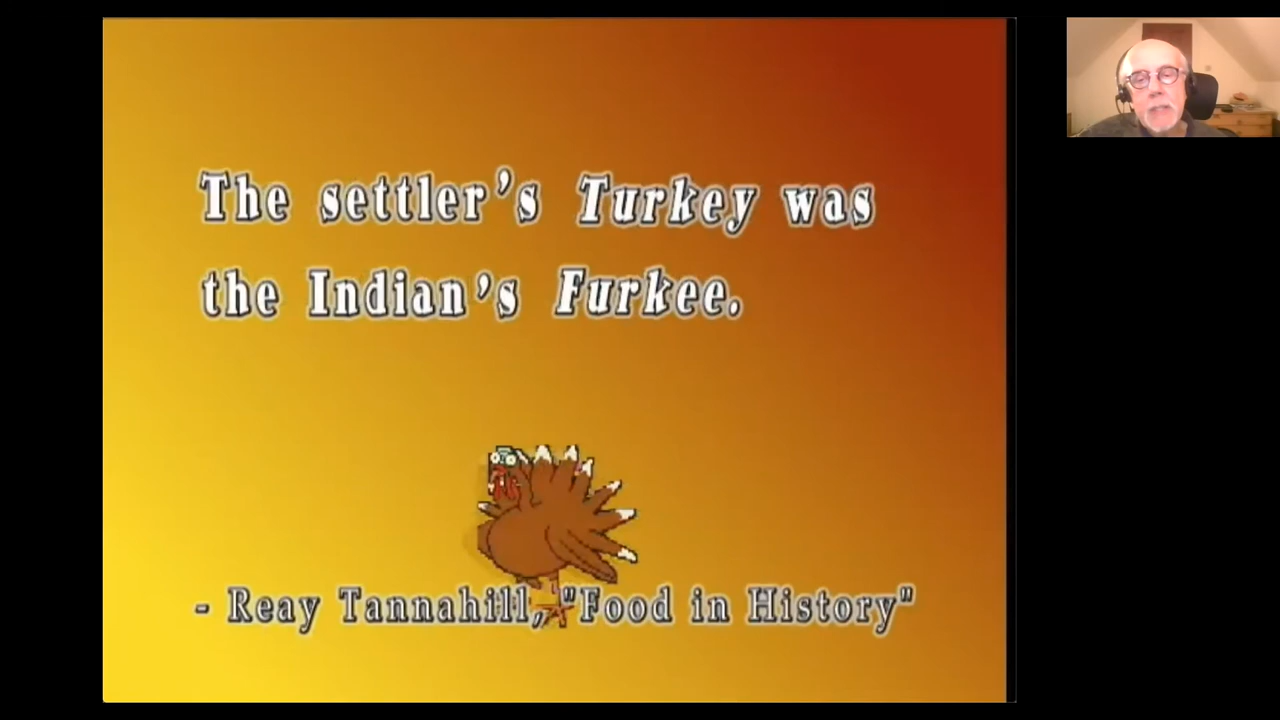 The settler's Turkey was
the Indian's Furkee.
- Reay Tannahill, "Food in History"